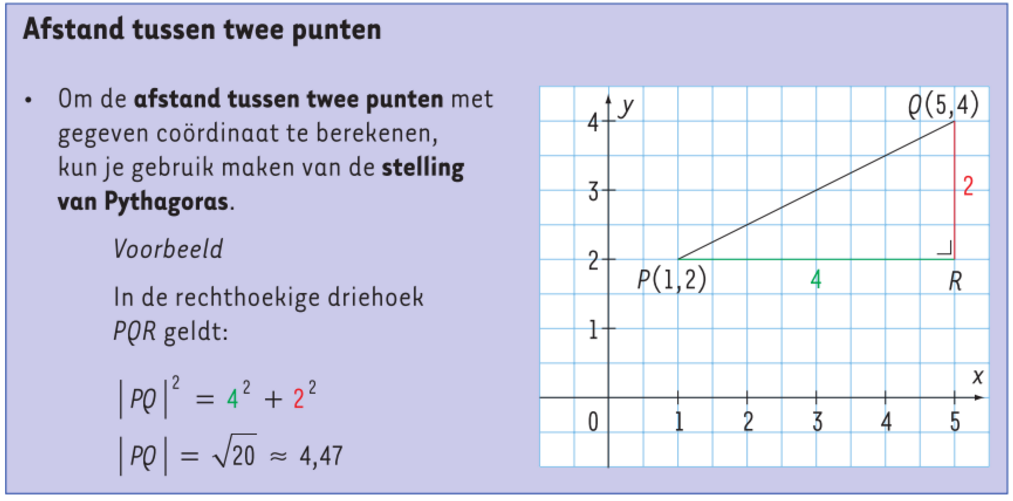 Afstand tussen twee punten
• Om de afstand tussen twee punten met
gegeven coördinaat te berekenen,
kun je gebruik maken van de stelling
van Pythagoras.
Voorbeeld
In de rechthoekige driehoek
PQR geldt:
|PQ|² = 4² + 2²
|PQ| = √20 ≈ 4,47
y
Q(5,4)
4
3
2
2
P(1,2)
4
R
1
x
0 1 2 3 4 5